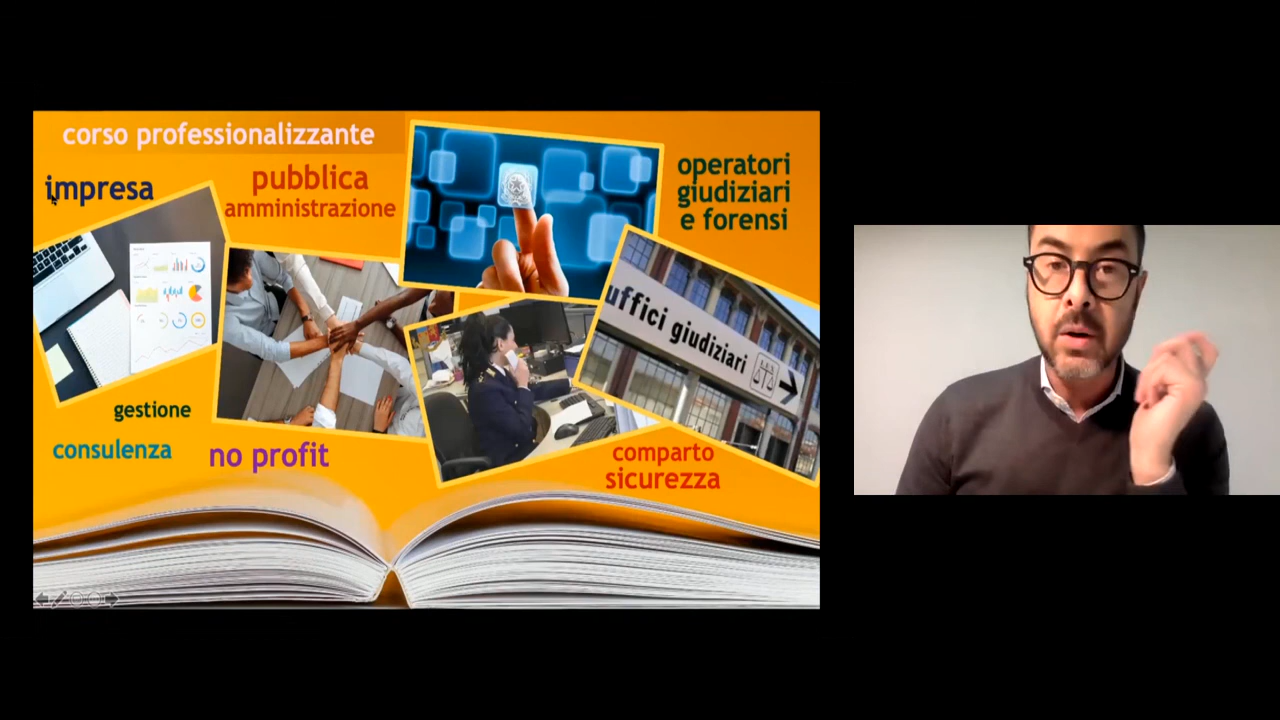 corso professionalizzante
impresa
pubblica
amministrazione
operatori
giudiziari
e forensi
uffici giudiziari
gestione
consulenza
no profit
comparto
sicurezza